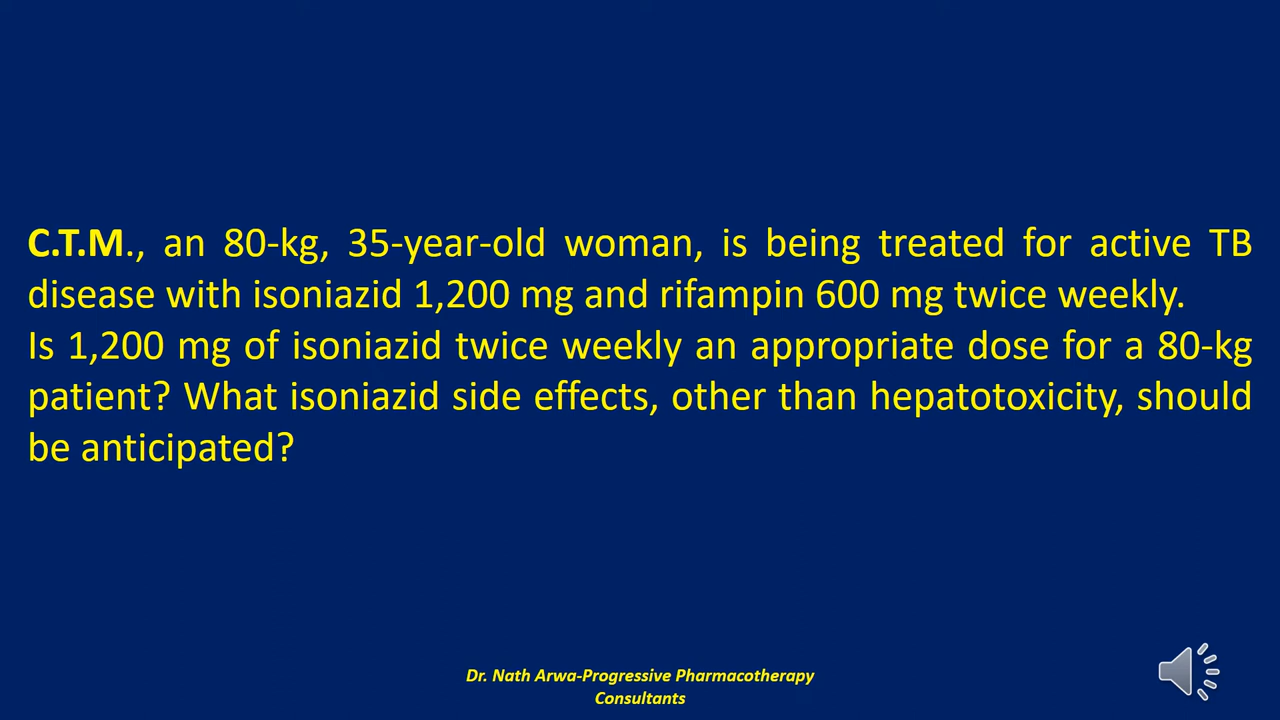 C.T.M., an 80-kg, 35-year-old woman, is being treated for active TB
disease with isoniazid 1,200 mg and rifampin 600 mg twice weekly.
Is 1,200 mg of isoniazid twice weekly an appropriate dose for a 80-kg
patient? What isoniazid side effects, other than hepatotoxicity, should
be anticipated?
Dr. Nath Arwa-Progressive Pharmacotherapy
Consultants